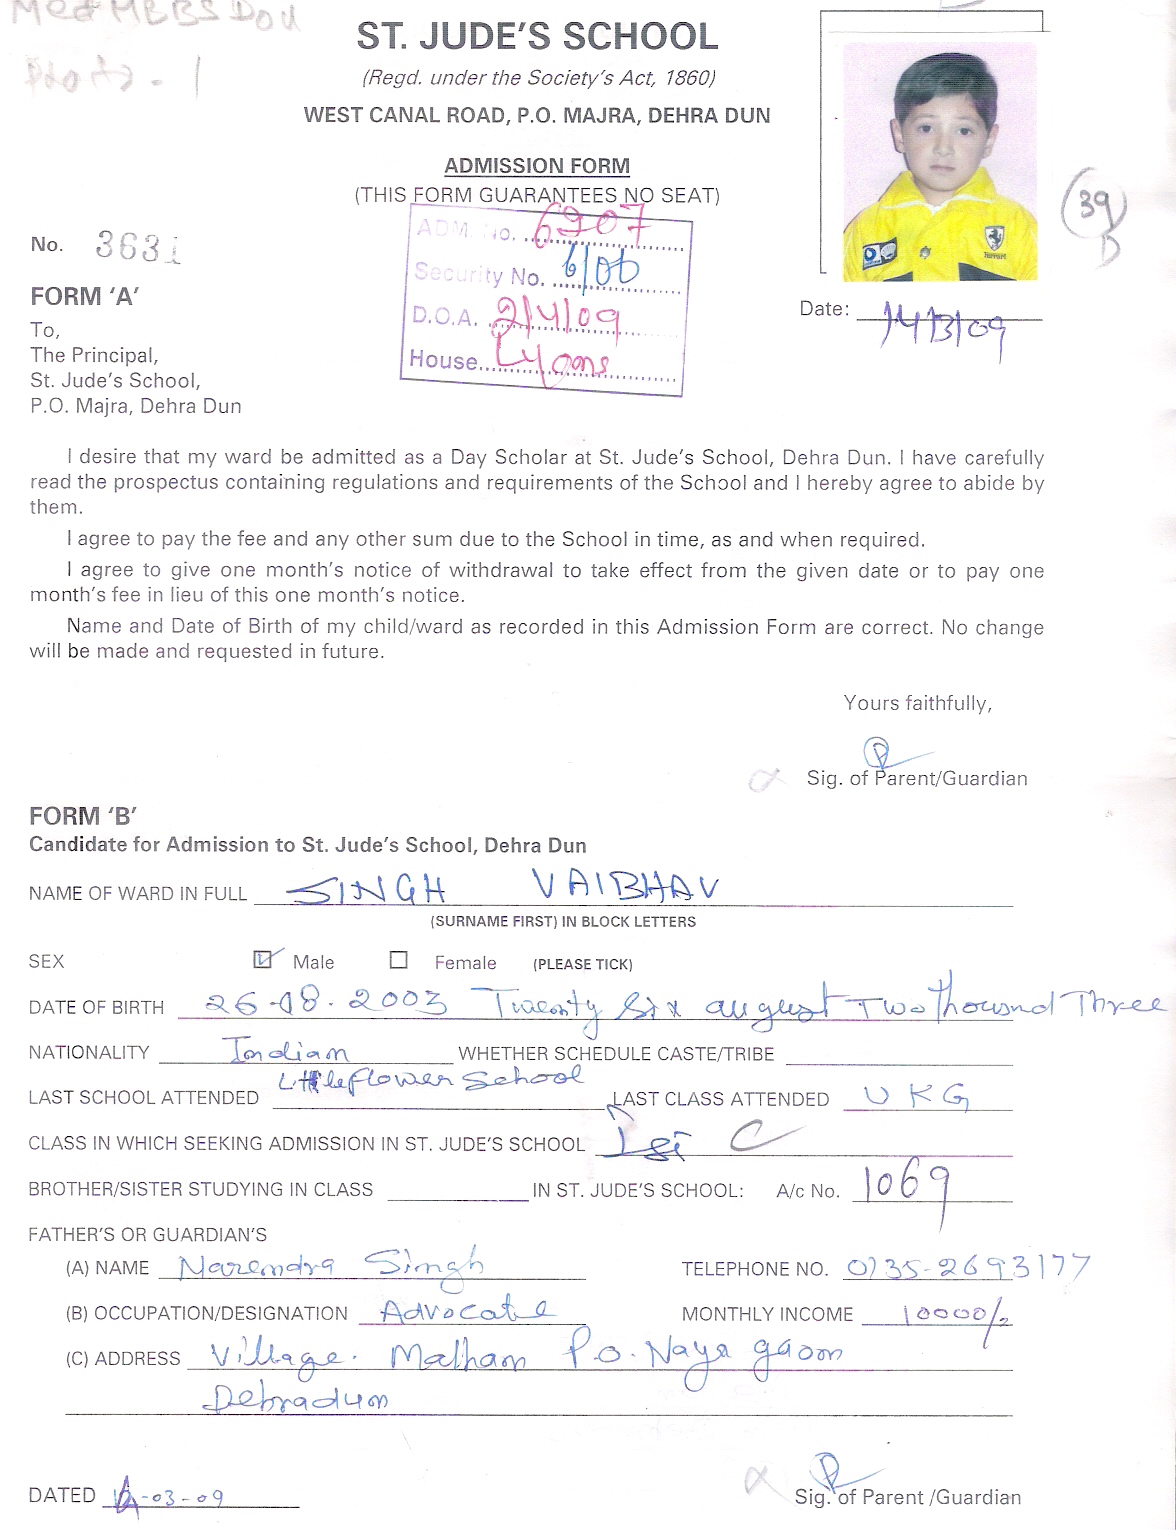 ST. JUDE'S SCHOOL
(Regd. under the Society's Act, 1860)
WEST CANAL ROAD, P.O. MAJRA, DEHRA DUN
ADMISSION FORM
(THIS FORM GUARANTEES NO SEAT)
39
D
No. 3631
ADM. No. 6907
Security No. 6/06
D.O.A. 2/4/09
House Lyons
Ferrari
Date: 14/3/09
FORM 'A'
To,
The Principal,
St. Jude's School,
P.O. Majra, Dehra Dun
I desire that my ward be admitted as a Day Scholar at St. Jude's School, Dehra Dun. I have carefully
read the prospectus containing regulations and requirements of the School and I hereby agree to abide by
them.
I agree to pay the fee and any other sum due to the School in time, as and when required.
I agree to give one month's notice of withdrawal to take effect from the given date or to pay one
month's fee in lieu of this one month's notice.
Name and Date of Birth of my child/ward as recorded in this Admission Form are correct. No change
will be made and requested in future.
Yours faithfully,
Sig. of Parent/Guardian
FORM 'B'
Candidate for Admission to St. Jude's School, Dehra Dun
NAME OF WARD IN FULL SINGH VAIBHAV
(SURNAME FIRST) IN BLOCK LETTERS
SEX Male Female (PLEASE TICK)
DATE OF BIRTH 26-08-2003 Twenty Six august Two Thousnd Three
NATIONALITY Indian WHETHER SCHEDULE CASTE/TRIBE
LAST SCHOOL ATTENDED Littleflower School LAST CLASS ATTENDED UKG
CLASS IN WHICH SEEKING ADMISSION IN ST. JUDE'S SCHOOL Ist C
BROTHER/SISTER STUDYING IN CLASS IN ST. JUDE'S SCHOOL: A/c No. 1069
FATHER'S OR GUARDIAN'S
(A) NAME Narendra Singh TELEPHONE NO. 0135-2693177
(B) OCCUPATION/DESIGNATION Advocate MONTHLY INCOME 10000/-
(C) ADDRESS Village. Malhan P.o. Naya gaon
Dehradun
DATED -03-09
Sig. of Parent /Guardian